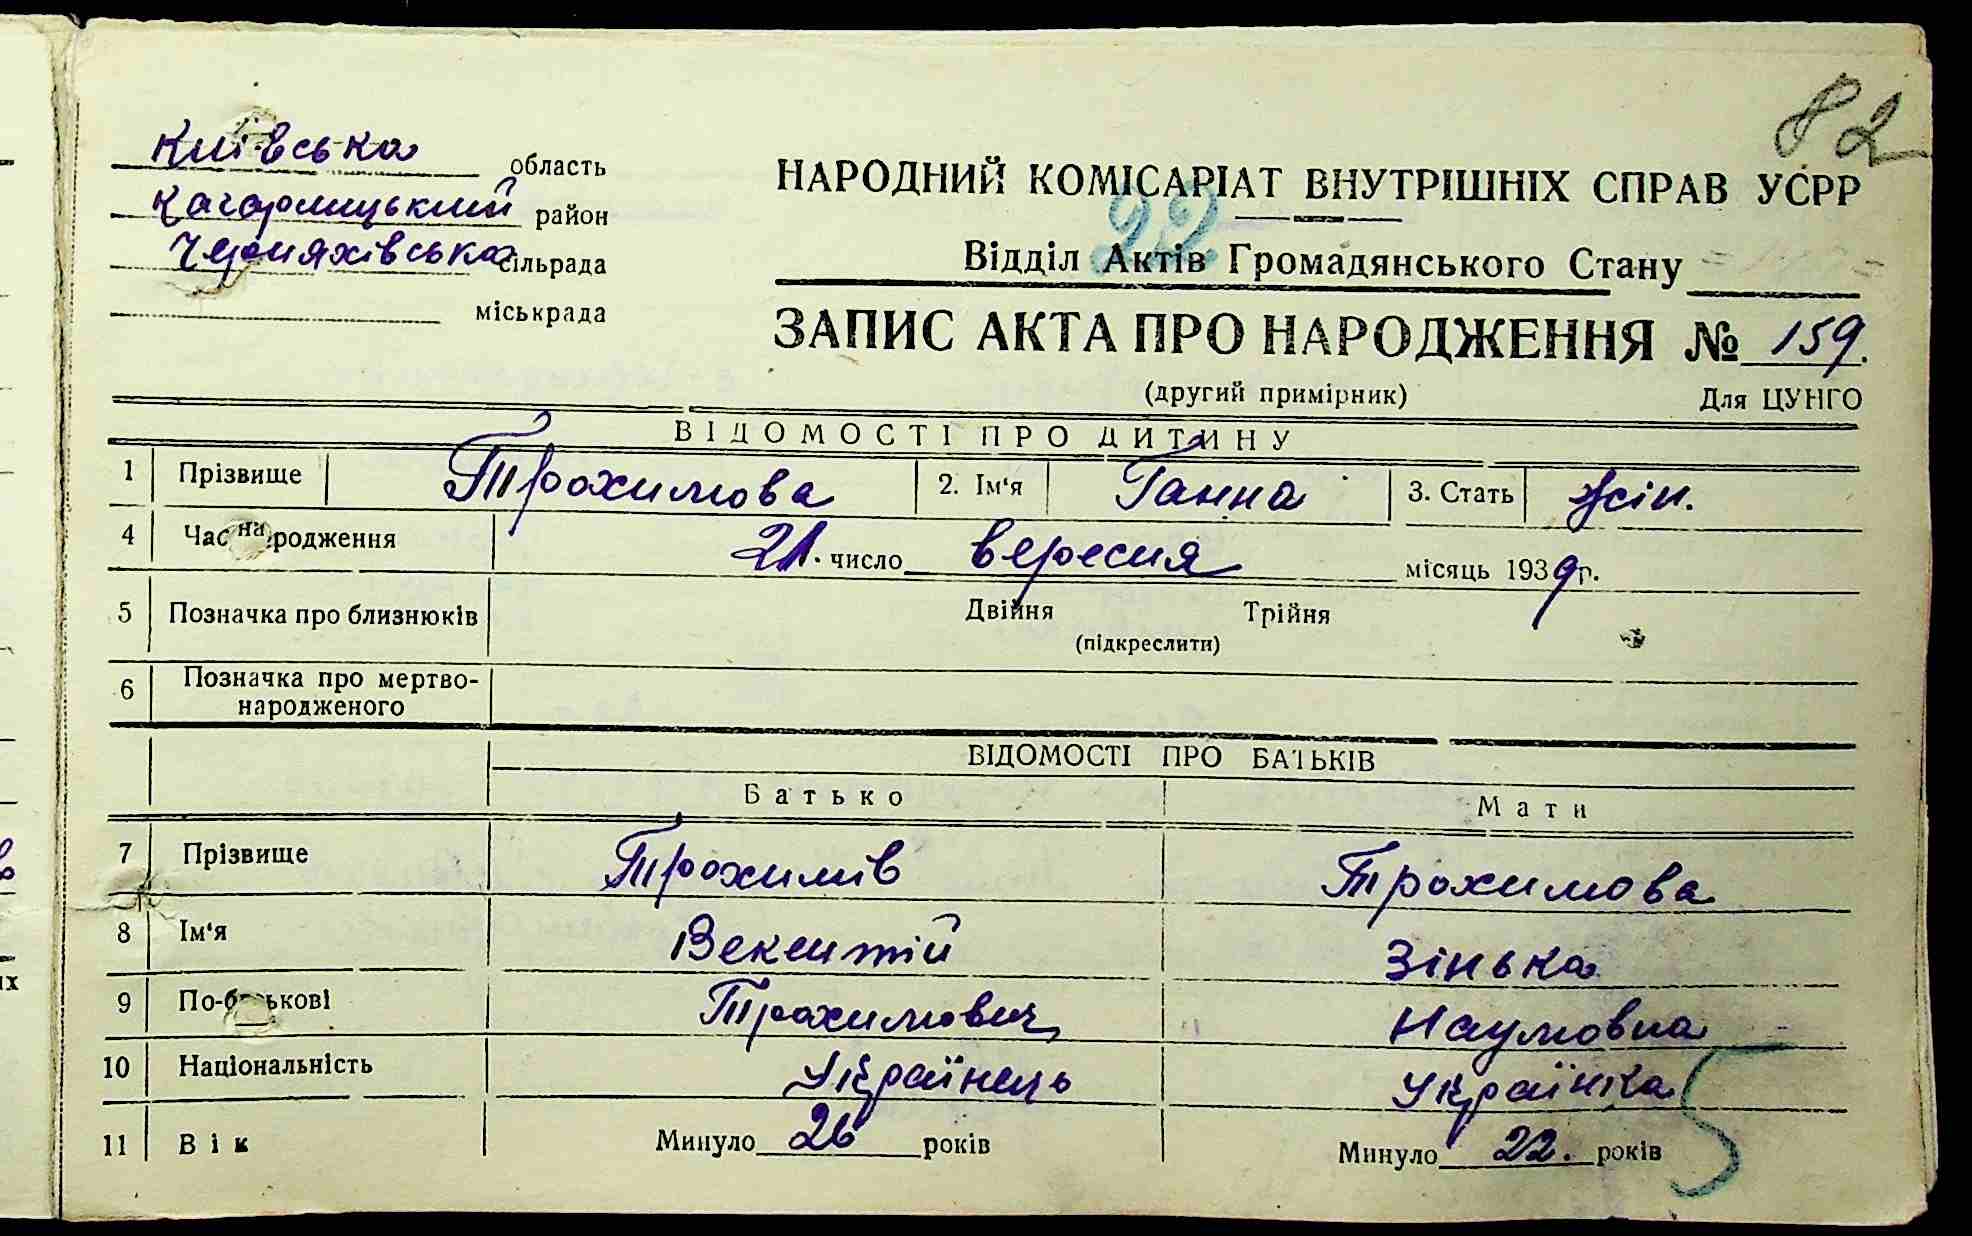 82
Київська область
Кагарлицький район
Черняхівська сільрада
міськрада
НАРОДНИЙ КОМІСАРІАТ ВНУТРІШНІХ СПРАВ УСРР
22
Відділ Актів Громадянського Стану
ЗАПИС АКТА ПРО НАРОДЖЕННЯ № 159.
(другий примірник) Для ЦУНГО
ВІДОМОСТІ ПРО ДИТИНУ
1 Прізвище Трохимова 2. Ім'я Ганна 3. Стать жін.
4 Час народження 21. число вересня місяць 1939 р.
5 Позначка про близнюків Двійня Трійня
(підкреслити)
6 Позначка про мертво-
народженого
ВІДОМОСТІ ПРО БАТЬКІВ
Батько Мати
7 Прізвище Трохимів Трохимова
8 Ім'я Векентій Зінька
9 По-батькові Трохимович Наумовна
10 Національність Українець Українка
11 Вік Минуло 26 років Минуло 22. років
5